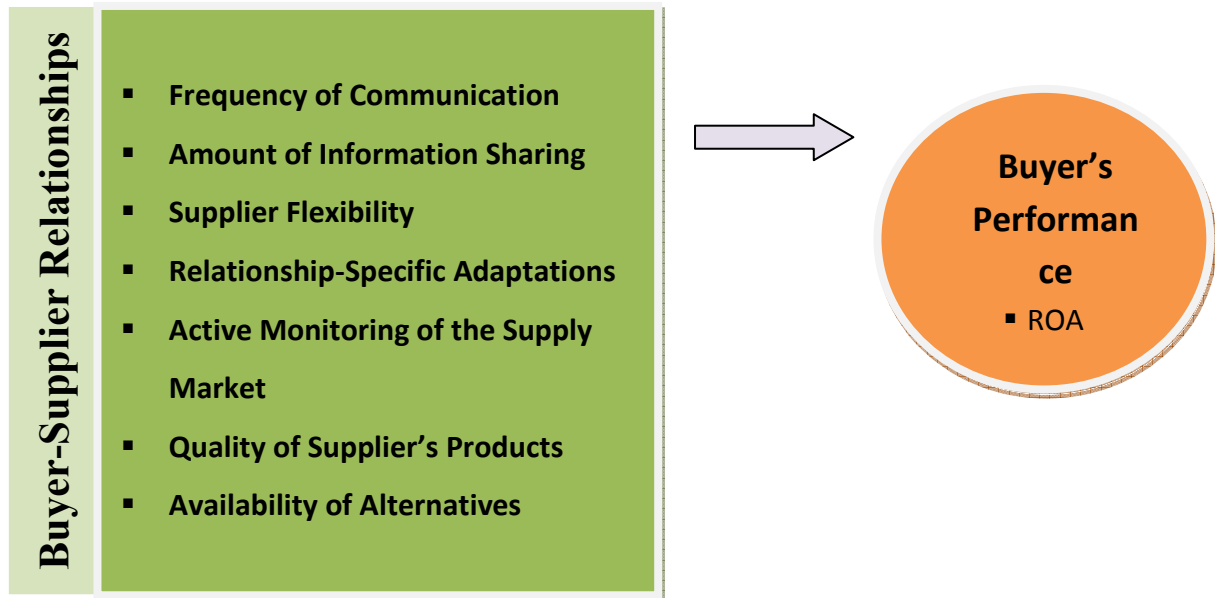 Buyer-Supplier Relationships
▪ Frequency of Communication
▪ Amount of Information Sharing
▪ Supplier Flexibility
▪ Relationship-Specific Adaptations
▪ Active Monitoring of the Supply
Market
▪ Quality of Supplier’s Products
▪ Availability of Alternatives
Buyer’s
Performan
ce
▪ ROA